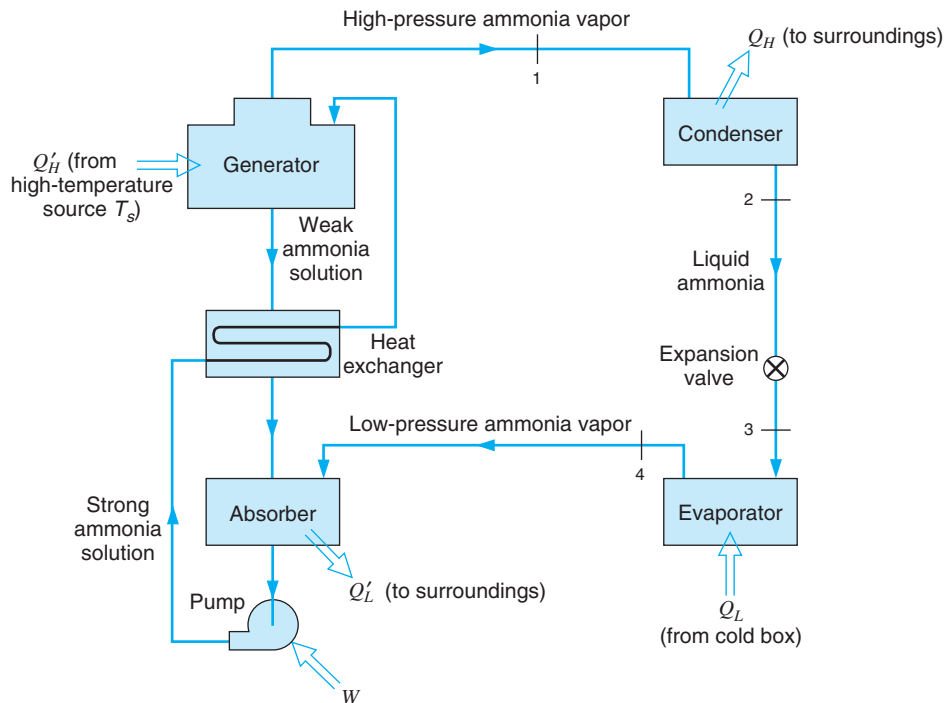 High-pressure ammonia vapor
1
Q_H (to surroundings)
Condenser
Generator
Q'_H (from
high-temperature
source T_s)
2
Weak
ammonia
solution
Liquid
ammonia
Heat
exchanger
Expansion
valve
Low-pressure ammonia vapor
3
4
Strong
ammonia
solution
Absorber
Evaporator
Q'_L (to surroundings)
Pump
Q_L
(from cold box)
W